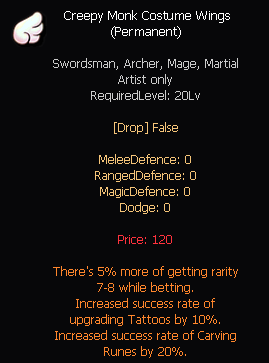 Creepy Monk Costume Wings
(Permanent)
Swordsman, Archer, Mage, Martial
Artist only
RequiredLevel: 20Lv
[Drop] False
MeleeDefence: 0
RangedDefence: 0
MagicDefence: 0
Dodge: 0
Price: 120
There's 5% more of getting rarity
7-8 while betting.
Increased success rate of
upgrading Tattoos by 10%.
Increased success rate of Carving
Runes by 20%.